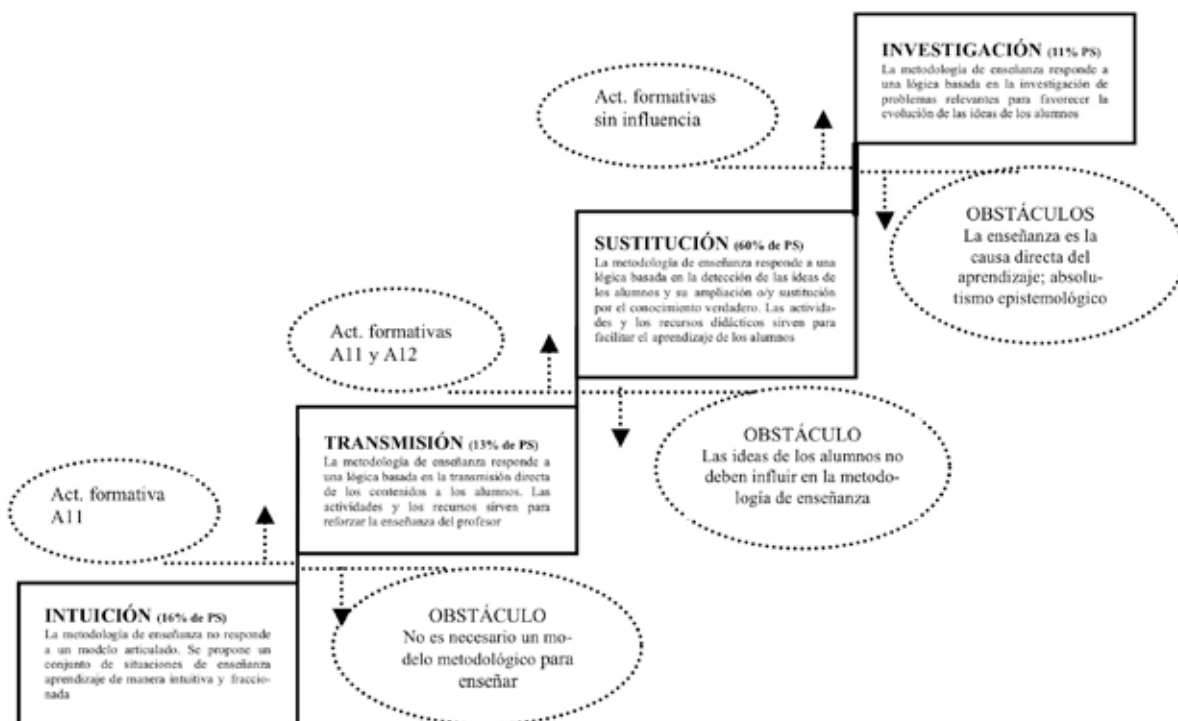 INVESTIGACIÓN (11% PS)
La metodología de enseñanza responde a
una lógica basada en la investigación de
problemas relevantes para favorecer la
evolución de las ideas de los alumnos
Act. formativas
sin influencia
OBSTÁCULOS
La enseñanza es la
causa directa del
aprendizaje; absolu-
tismo epistemológico
SUSTITUCIÓN (60% de PS)
La metodología de enseñanza responde a una
lógica basada en la detección de las ideas de
los alumnos y su ampliación o/y sustitución
por el conocimiento verdadero. Las activida-
des y los recursos didácticos sirven para
facilitar el aprendizaje de los alumnos
Act. formativas
A11 y A12
OBSTÁCULO
Las ideas de los alumnos no
deben influir en la metodo-
logía de enseñanza
TRANSMISIÓN (13% de PS)
La metodología de enseñanza responde a
una lógica basada en la transmisión directa
de los contenidos a los alumnos. Las
actividades y los recursos sirven para
reforzar la enseñanza del profesor
Act. formativa
A11
OBSTÁCULO
No es necesario un mo-
delo metodológico para
enseñar
INTUICIÓN (16% de PS)
La metodología de enseñanza no responde
a un modelo articulado. Se propone un
conjunto de situaciones de enseñanza
aprendizaje de manera intuitiva y fraccio-
nada